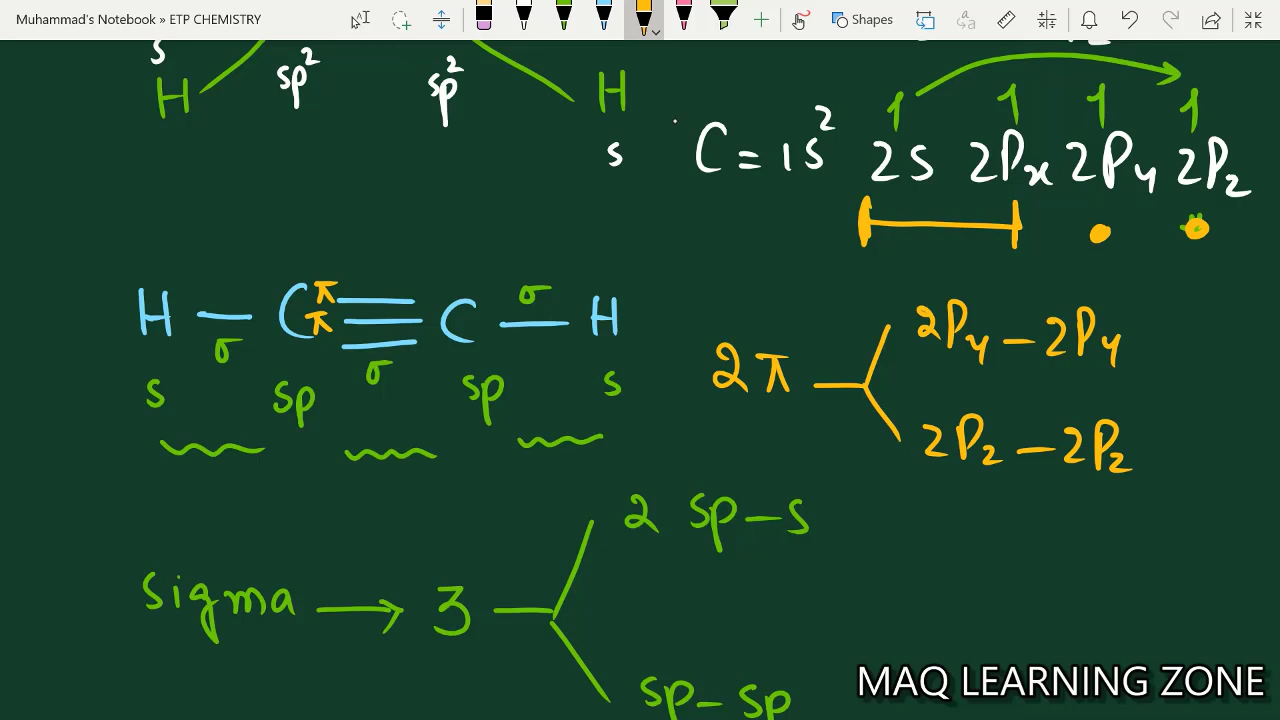 Muhammad's Notebook » ETP CHEMISTRY
Shapes
s
H
sp²
sp²
H
s
1 1 1 1
C = 1s² 2s 2Px 2Py 2Pz
H – C ≡ C – H
π
π
σ
σ
σ
s sp sp s
2π
2Py – 2Py
2Pz – 2Pz
2 sp – s
Sigma → 3
sp – sp
MAQ LEARNING ZONE